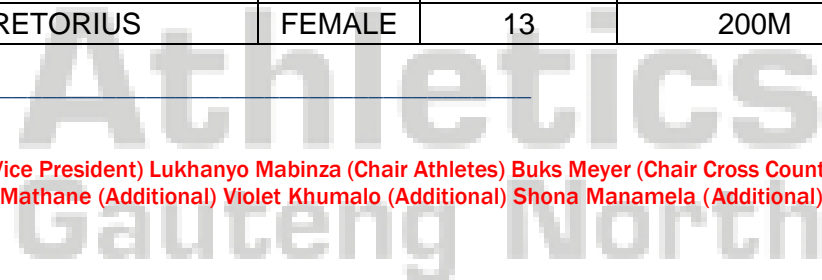 RETORIUS FEMALE 13 200M
Athletics
Vice President) Lukhanyo Mabinza (Chair Athletes) Buks Meyer (Chair Cross Count
Mathane (Additional) Violet Khumalo (Additional) Shona Manamela (Additional)
Gauteng North